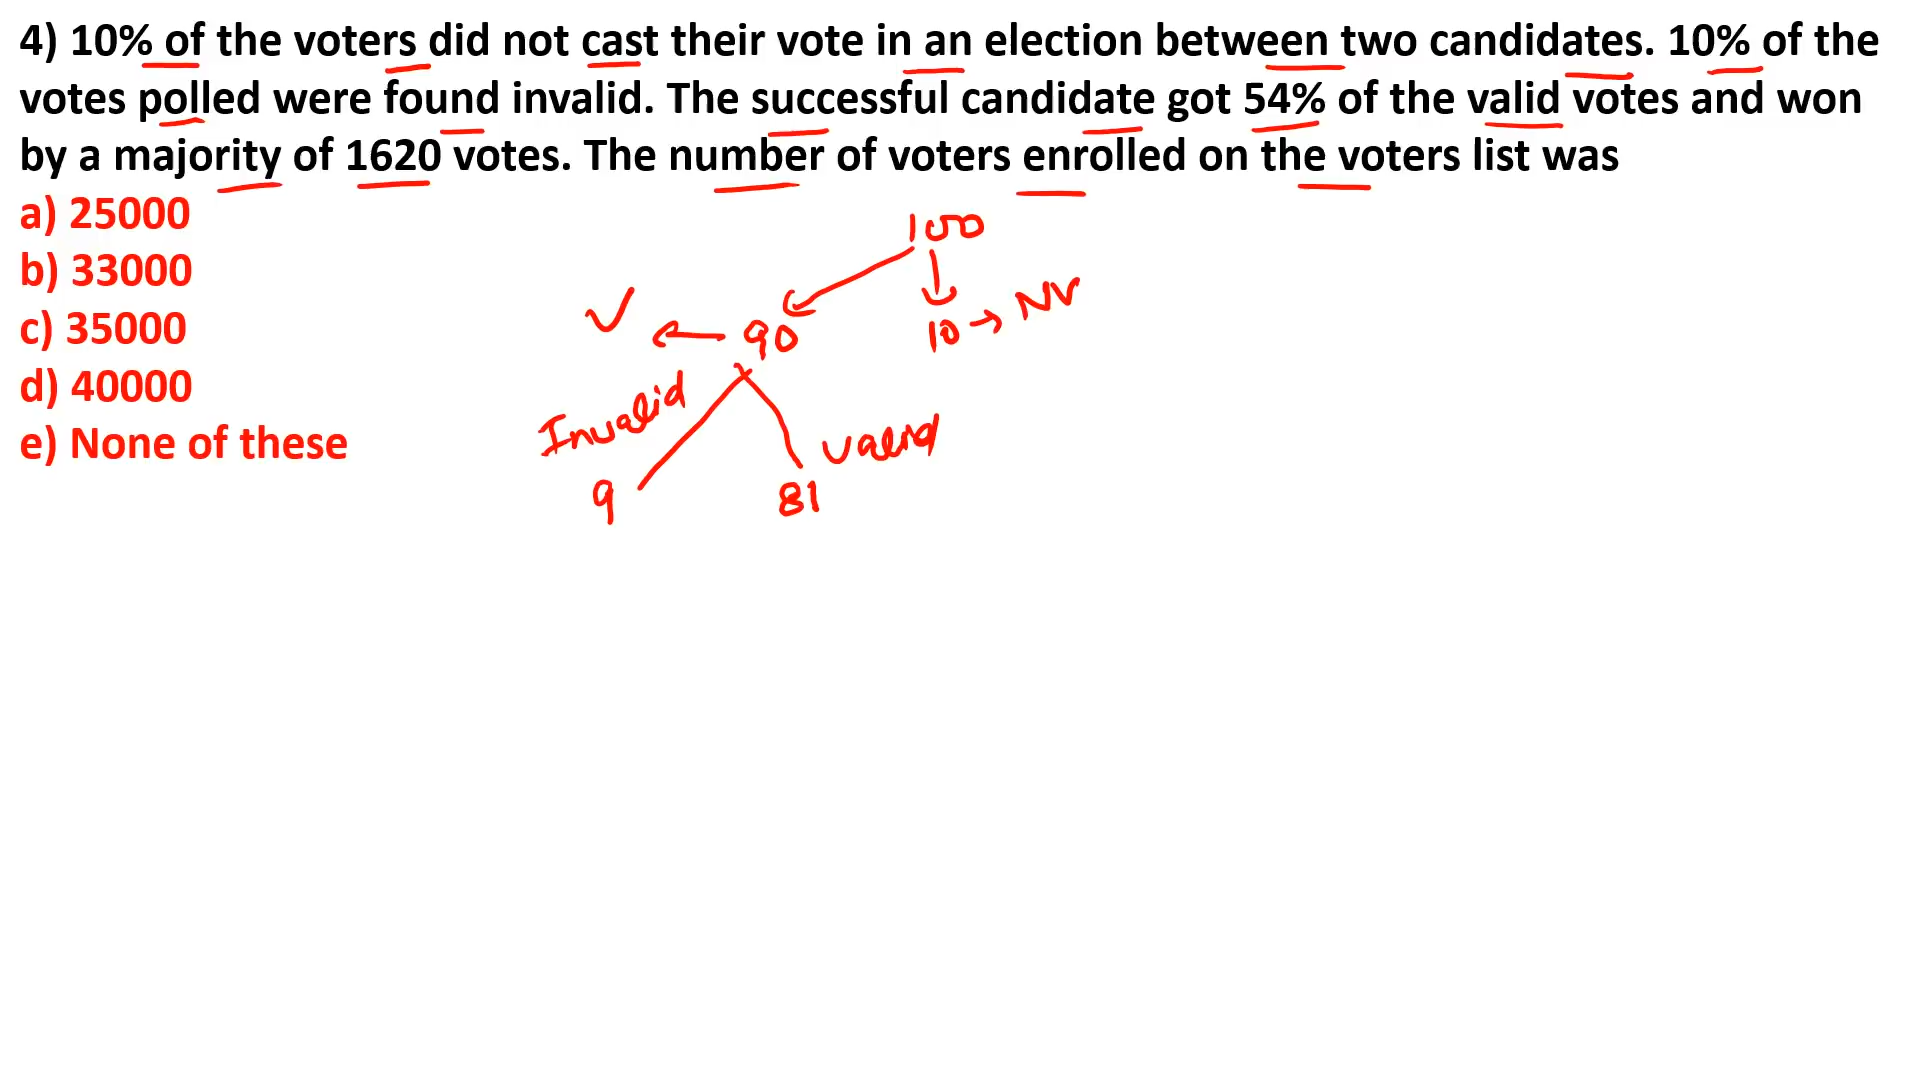 4) 10% of the voters did not cast their vote in an election between two candidates. 10% of the
votes polled were found invalid. The successful candidate got 54% of the valid votes and won
by a majority of 1620 votes. The number of voters enrolled on the voters list was
a) 25000
b) 33000
c) 35000
d) 40000
e) None of these
100
90
10 → NV
Invalid
valid
9
81